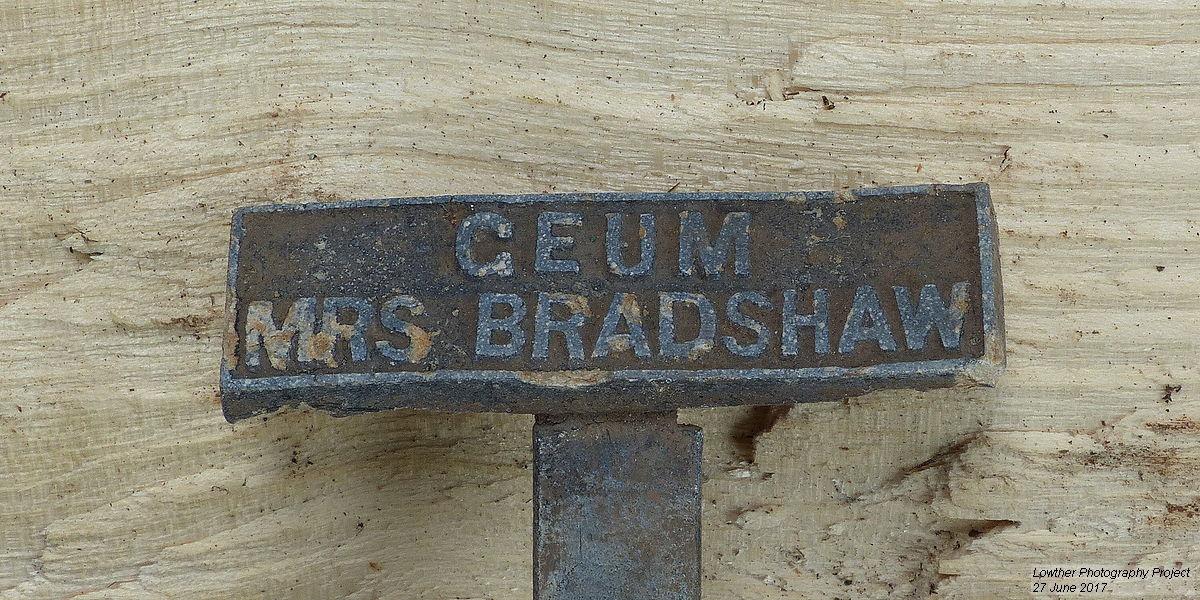 GEUM
MRS BRADSHAW
Lowther Photography Project
27 June 2017